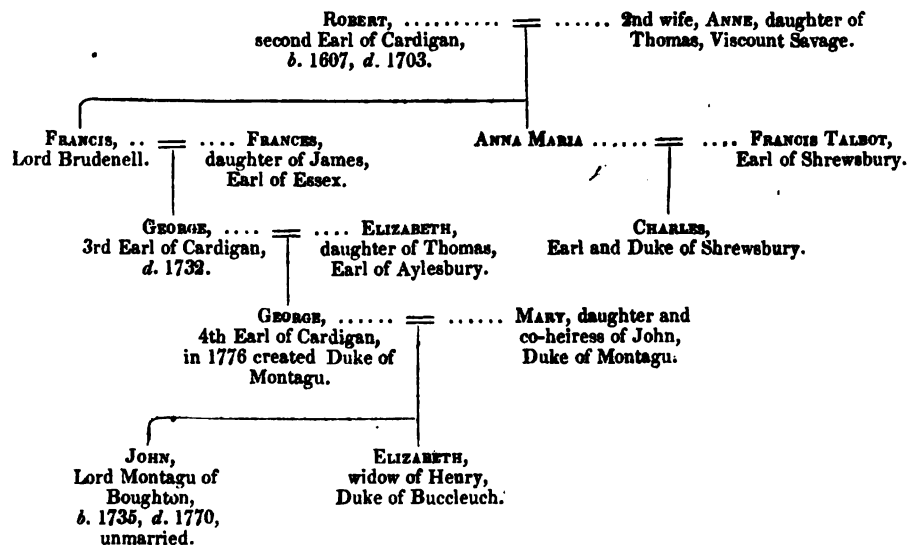 ROBERT, .......... = ...... 2nd wife, ANNE, daughter of
second Earl of Cardigan, Thomas, Viscount Savage.
b. 1607, d. 1703.
FRANCIS, .. = .... FRANCES, ANNA MARIA ...... = .... FRANCIS TALBOT,
Lord Brudenell. daughter of James, Earl of Shrewsbury.
Earl of Essex.
GEORGE, .... = .... ELIZABETH, CHARLES,
3rd Earl of Cardigan, daughter of Thomas, Earl and Duke of Shrewsbury.
d. 1732. Earl of Aylesbury.
GEORGE, ...... = ...... MARY, daughter and
4th Earl of Cardigan, co-heiress of John,
in 1776 created Duke of Duke of Montagu.
Montagu.
JOHN, ELIZABETH,
Lord Montagu of widow of Henry,
Boughton, Duke of Buccleuch.
b. 1735, d. 1770,
unmarried.